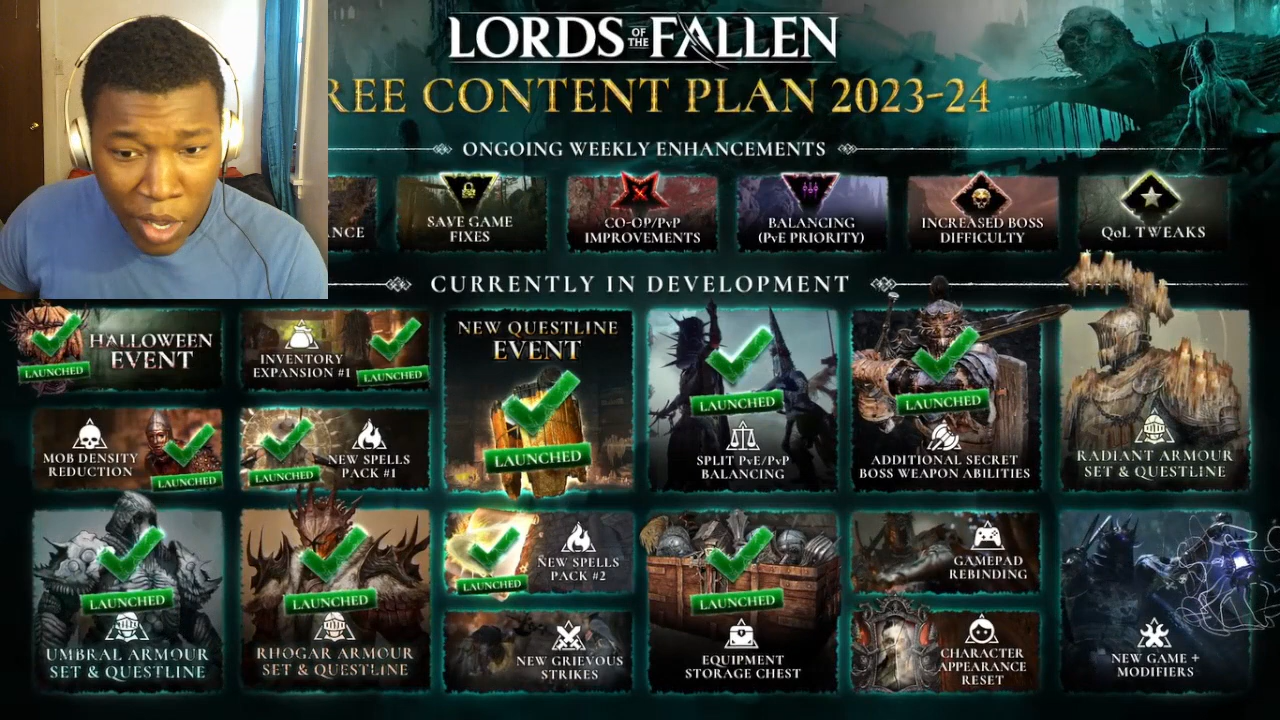 LORDS OF THE FALLEN
REE CONTENT PLAN 2023-24
ONGOING WEEKLY ENHANCEMENTS
NCE
SAVE GAME
FIXES
CO-OP/PvP
IMPROVEMENTS
BALANCING
(PvE PRIORITY)
INCREASED BOSS
DIFFICULTY
QoL TWEAKS
CURRENTLY IN DEVELOPMENT
HALLOWEEN
EVENT
LAUNCHED
INVENTORY
EXPANSION #1
LAUNCHED
NEW QUESTLINE
EVENT
LAUNCHED
LAUNCHED
SPLIT PvE/PvP
BALANCING
LAUNCHED
ADDITIONAL SECRET
BOSS WEAPON ABILITIES
RADIANT ARMOUR
SET & QUESTLINE
MOB DENSITY
REDUCTION
LAUNCHED
NEW SPELLS
PACK #1
LAUNCHED
LAUNCHED
UMBRAL ARMOUR
SET & QUESTLINE
LAUNCHED
RHOGAR ARMOUR
SET & QUESTLINE
NEW SPELLS
PACK #2
LAUNCHED
NEW GRIEVOUS
STRIKES
LAUNCHED
EQUIPMENT
STORAGE CHEST
GAMEPAD
REBINDING
CHARACTER
APPEARANCE
RESET
NEW GAME +
MODIFIERS